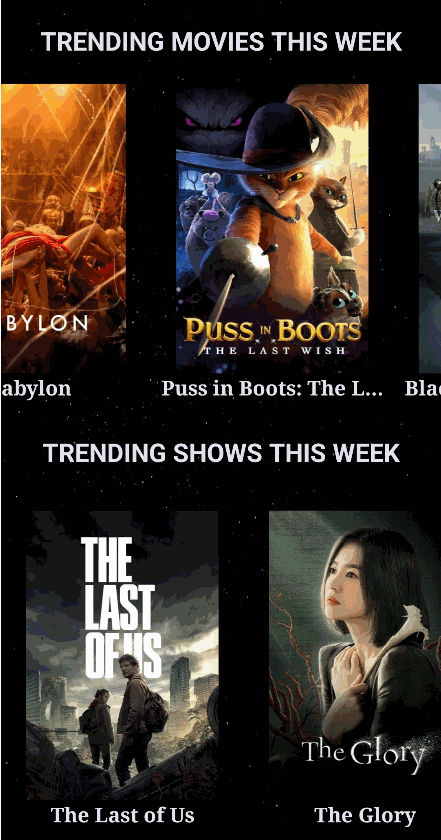 TRENDING MOVIES THIS WEEK
BYLON
PUSS IN BOOTS
THE LAST WISH
abylon
Puss in Boots: The L...
Blac
TRENDING SHOWS THIS WEEK
THE
LAST
OF US
The Glory
The Last of Us
The Glory